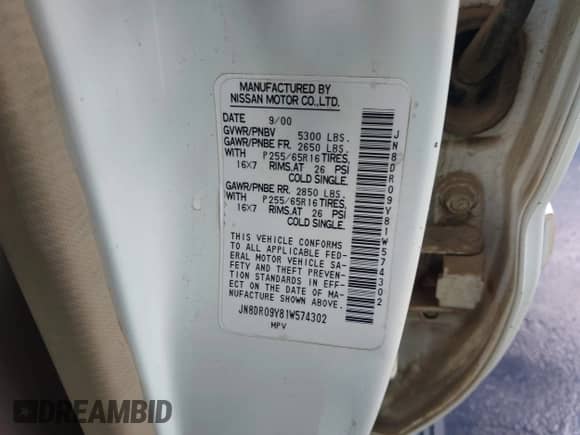 MANUFACTURED BY
NISSAN MOTOR CO.,LTD.
DATE 9/00
GVWR/PNBV 5300 LBS.
GAWR/PNBE FR. 2650 LBS.
WITH P255/65R16 TIRES,
16X7 RIMS,AT 26 PSI
COLD SINGLE.
GAWR/PNBE RR. 2850 LBS.
WITH P255/65R16 TIRES,
16X7 RIMS,AT 26 PSI
COLD SINGLE.
THIS VEHICLE CONFORMS
TO ALL APPLICABLE FED-
ERAL MOTOR VEHICLE SA-
FETY AND THEFT PREVEN-
TION STANDARDS IN EFF-
ECT ON THE DATE OF MA-
NUFACTURE SHOWN ABOVE.
JN8DR09Y81W574302
MPV
JN8DR09Y81W574302
DREAMBID